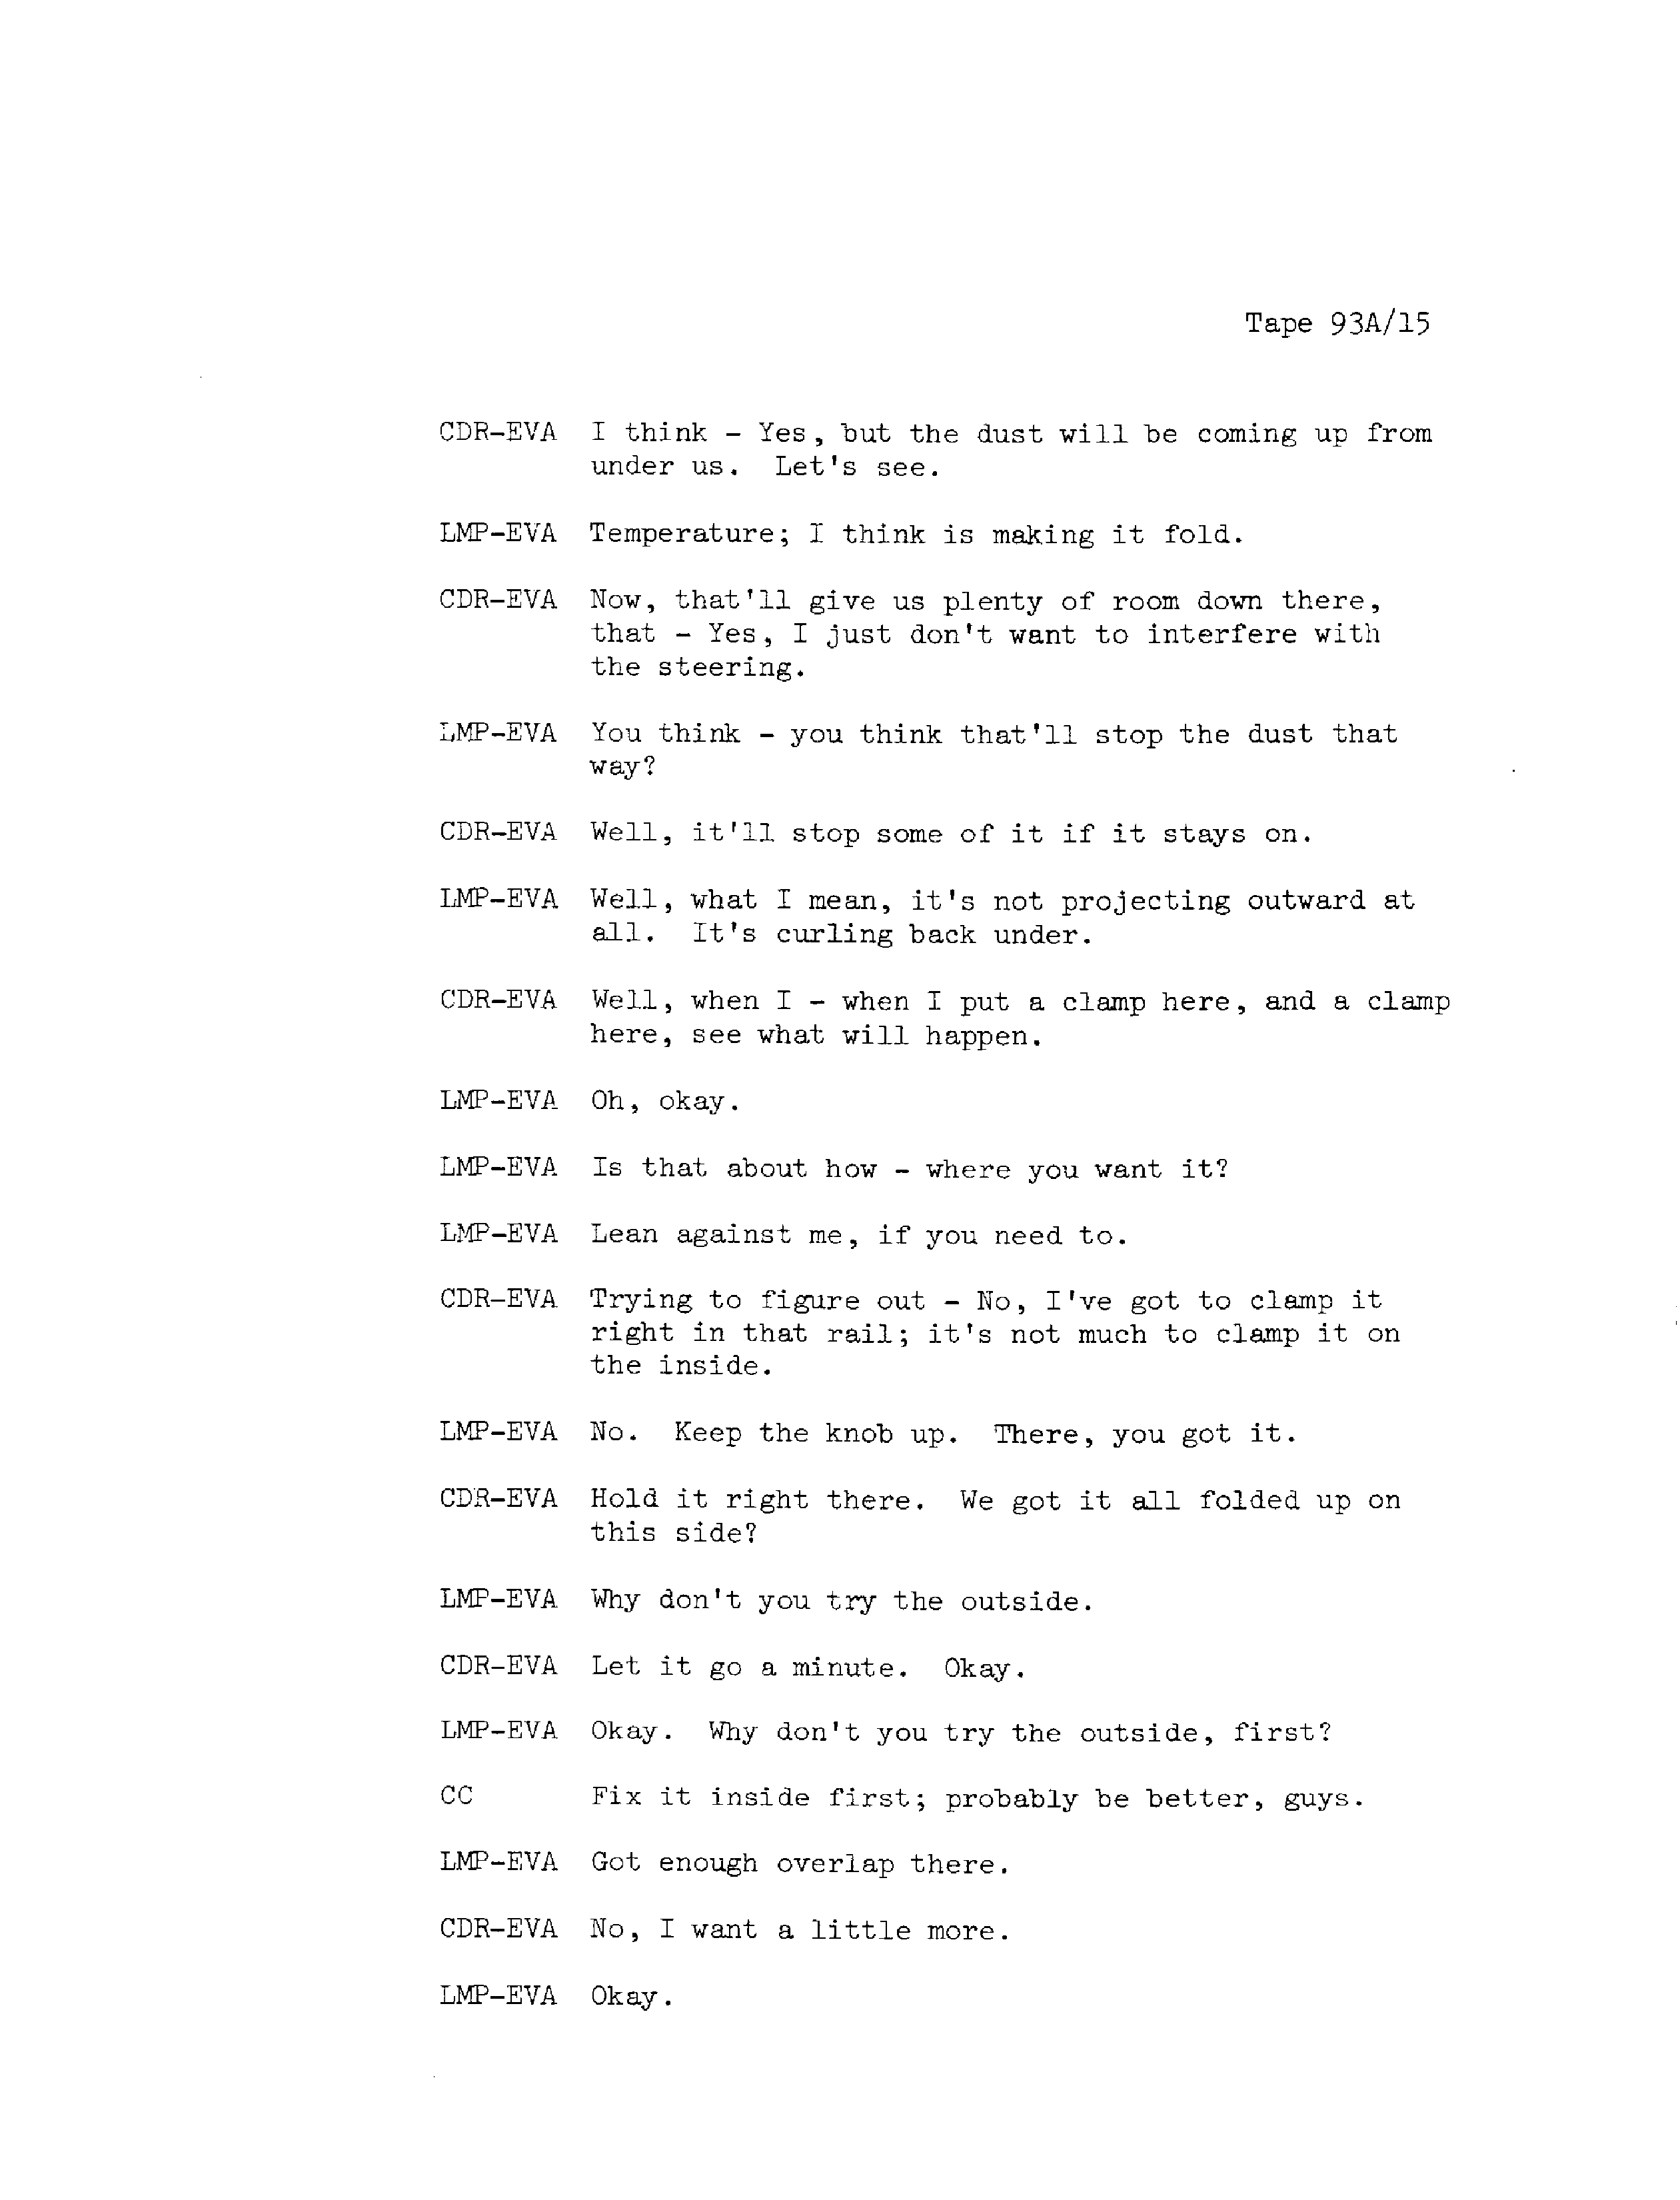 Tape 93A/15
CDR-EVA I think - Yes, but the dust will be coming up from
under us. Let's see.
LMP-EVA Temperature; I think is making it fold.
CDR-EVA Now, that'll give us plenty of room down there,
that - Yes, I just don't want to interfere with
the steering.
LMP-EVA You think - you think that'll stop the dust that
way?
CDR-EVA Well, it'll stop some of it if it stays on.
LMP-EVA Well, what I mean, it's not projecting outward at
all. It's curling back under.
CDR-EVA Well, when I - when I put a clamp here, and a clamp
here, see what will happen.
LMP-EVA Oh, okay.
LMP-EVA Is that about how - where you want it?
LMP-EVA Lean against me, if you need to.
CDR-EVA Trying to figure out - No, I've got to clamp it
right in that rail; it's not much to clamp it on
the inside.
LMP-EVA No. Keep the knob up. There, you got it.
CDR-EVA Hold it right there. We got it all folded up on
this side?
LMP-EVA Why don't you try the outside.
CDR-EVA Let it go a minute. Okay.
LMP-EVA Okay. Why don't you try the outside, first?
CC Fix it inside first; probably be better, guys.
LMP-EVA Got enough overlap there.
CDR-EVA No, I want a little more.
LMP-EVA Okay.